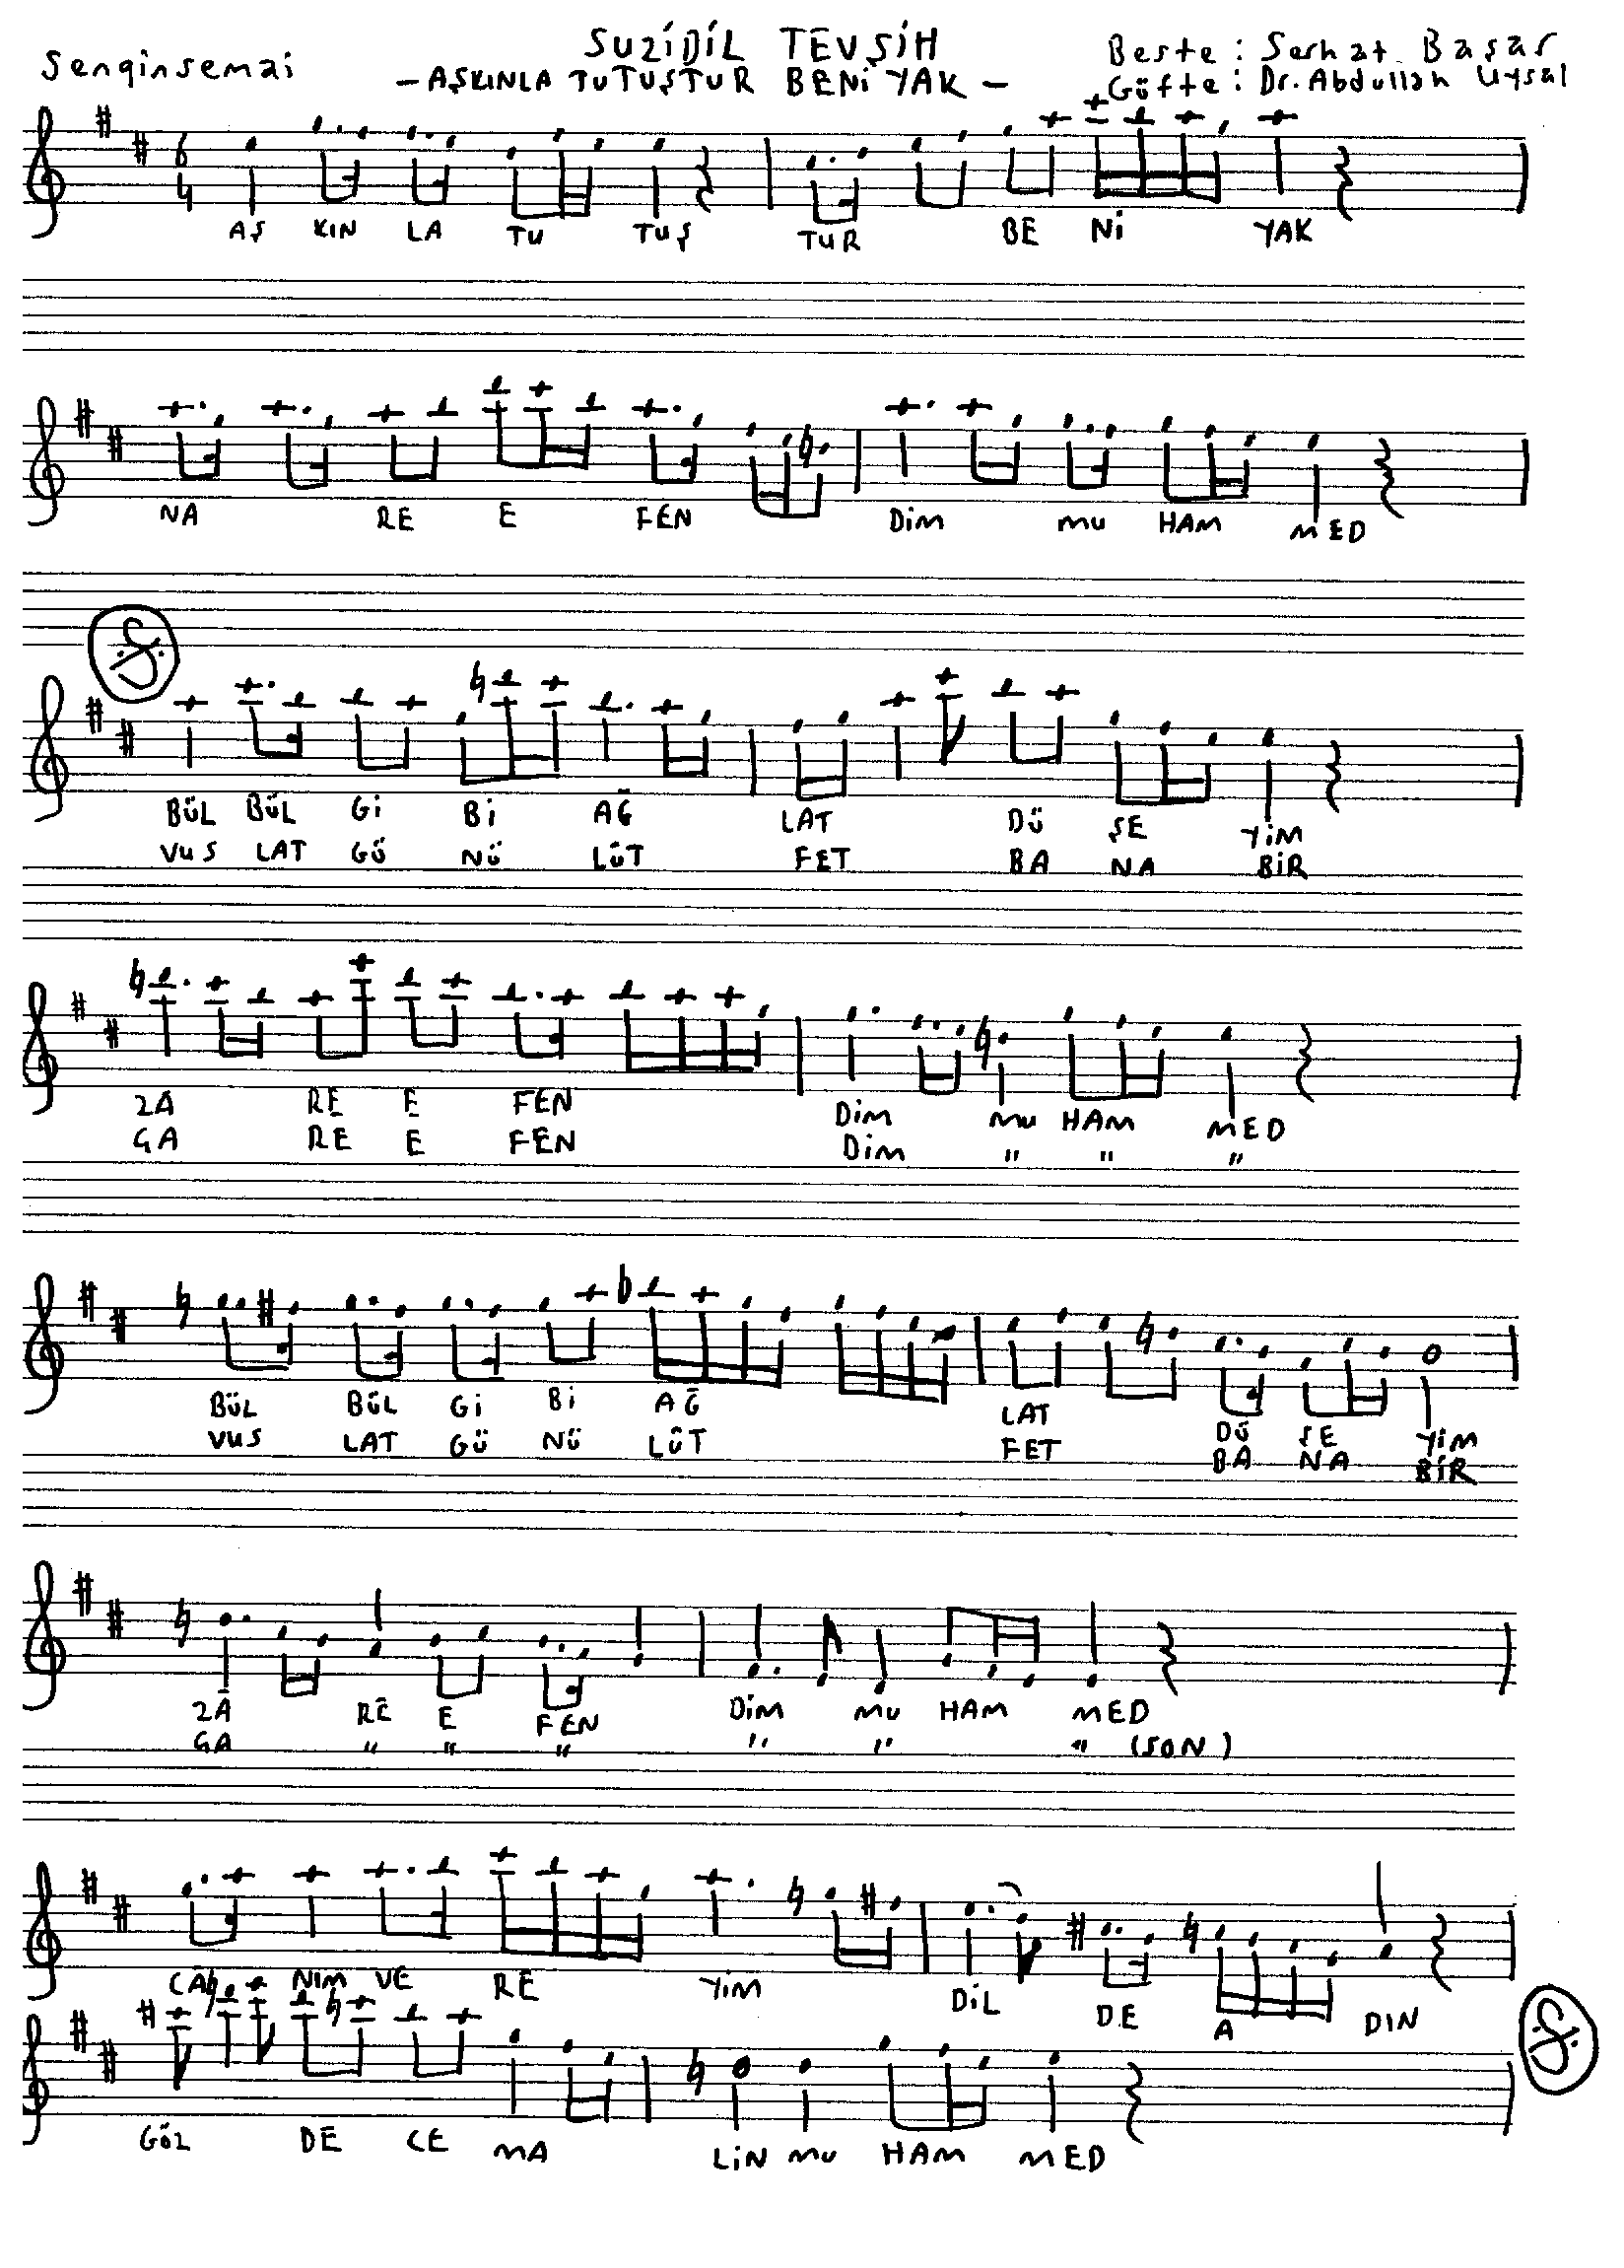 SUZİDİL TEVŞİH
Senginsemai
-AŞKINLA TUTUŞTUR BENİ YAK-
Beste: Serhat Başar
Güfte: Dr. Abdullah Uysal
6
4
AŞ KIN LA TU TUŞ TUR BE Nİ YAK
NA RE E FEN DİM MU HAM MED
BÜL BÜL Gİ Bİ AĞ LAT DÜ ŞE YİM
VUS LAT GÜ NÜ LÜT FET BA NA BİR
ZA RE E FEN DİM MU HAM MED
GA RE E FEN DİM " " "
BÜL BÜL Gİ Bİ AĞ LAT DÜ ŞE YİM
VUS LAT GÜ NÜ LÛT FET BA NA BİR
ZA RE E FEN DİM MU HAM MED
GA " " " " " " (SON)
CA NIM VE RE YİM DİL DE A DIN
GÖZ DE CE MA LİN MU HAM MED